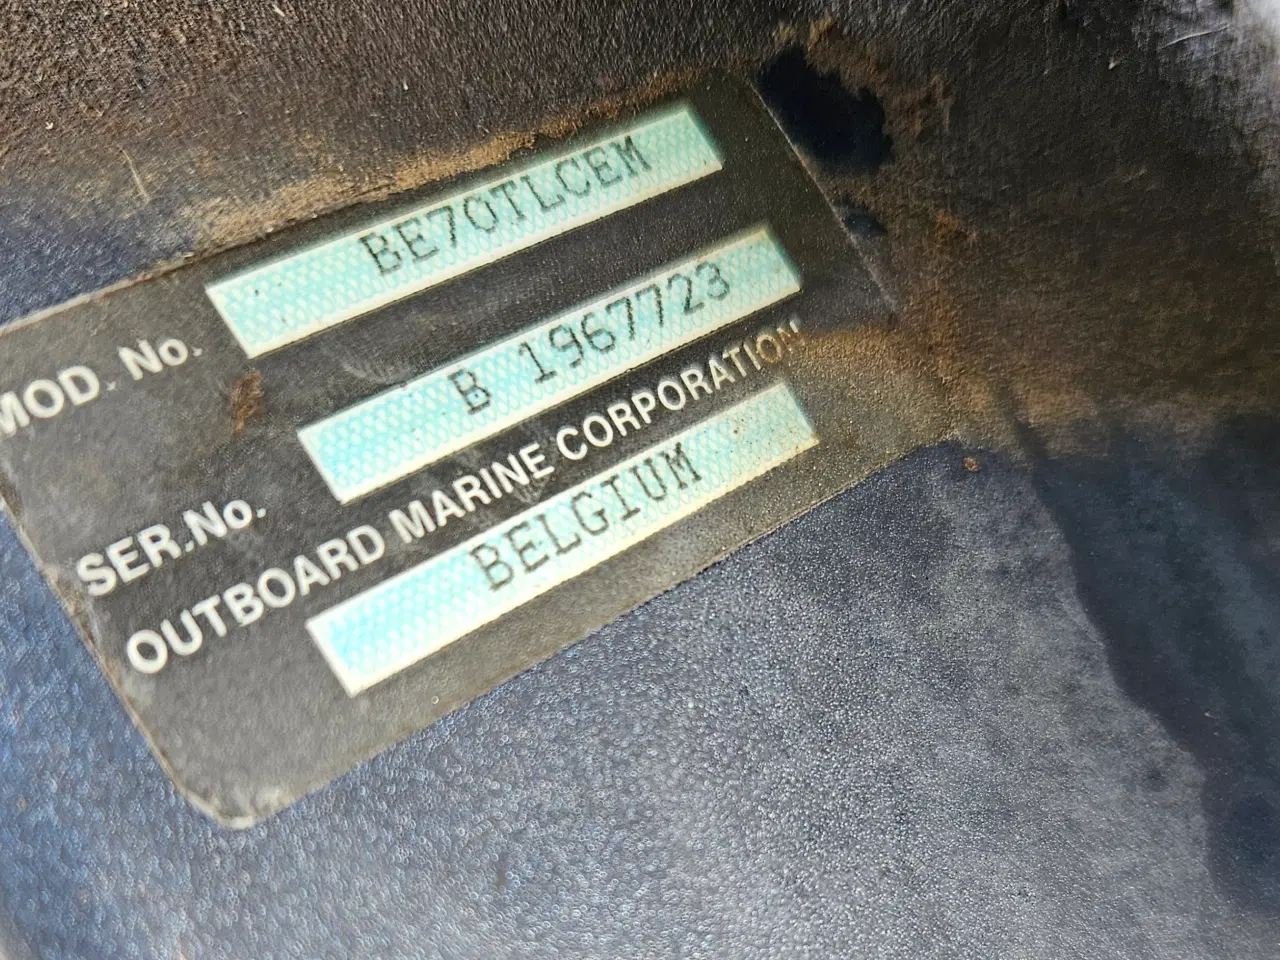 MOD. No. BE70TLCEM
SER.No. B 1967723
OUTBOARD MARINE CORPORATION
BELGIUM